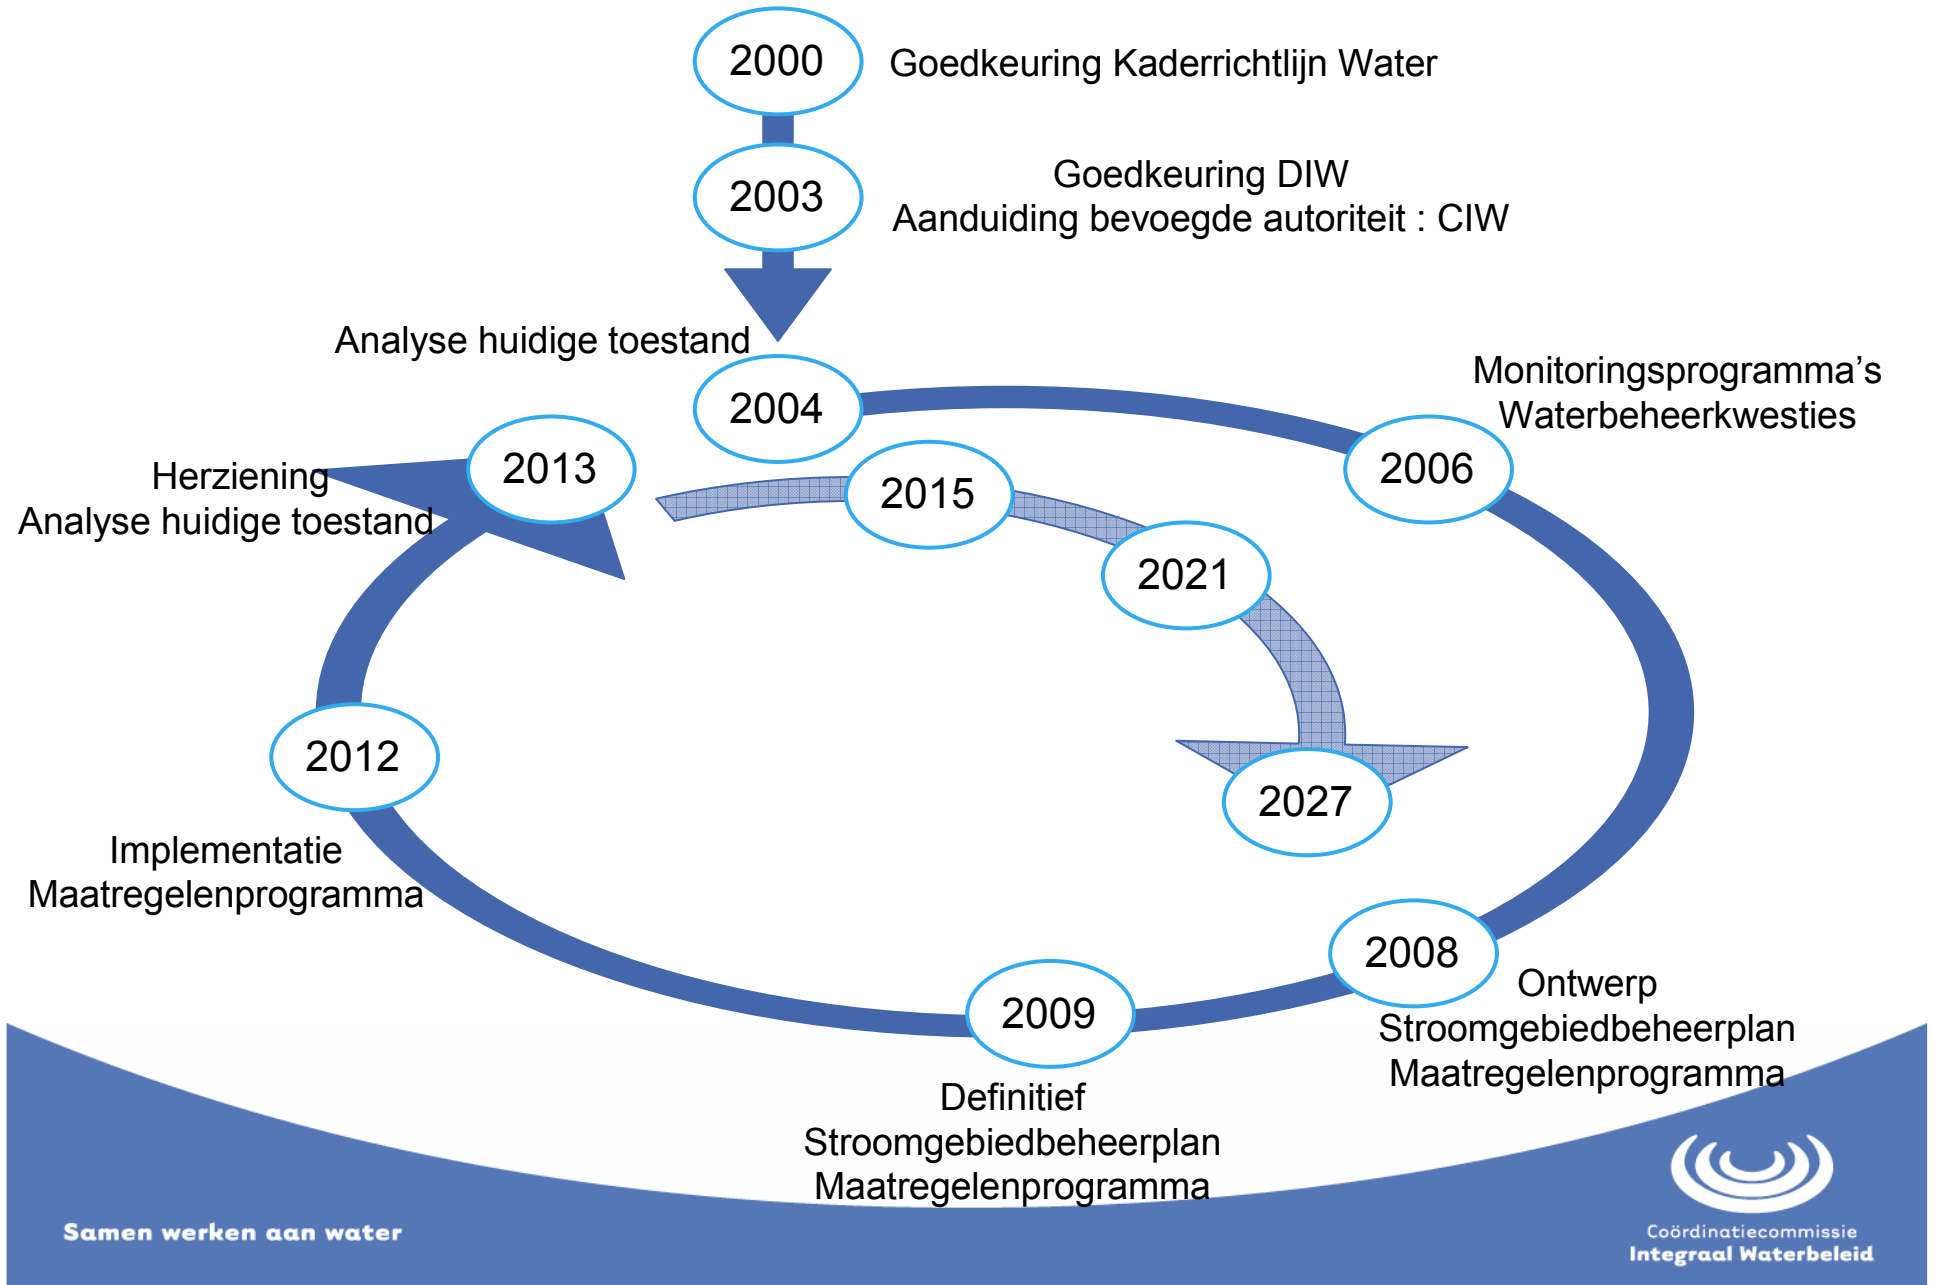 2000
Goedkeuring Kaderrichtlijn Water
2003
Goedkeuring DIW
Aanduiding bevoegde autoriteit : CIW
Analyse huidige toestand
2004
Monitoringsprogramma’s
Waterbeheerkwesties
2006
2013
Herziening
Analyse huidige toestand
2015
2021
2027
2012
Implementatie
Maatregelenprogramma
2008
Ontwerp
Stroomgebiedbeheerplan
Maatregelenprogramma
2009
Definitief
Stroomgebiedbeheerplan
Maatregelenprogramma
Samen werken aan water
Coördinatiecommissie
Integraal Waterbeleid